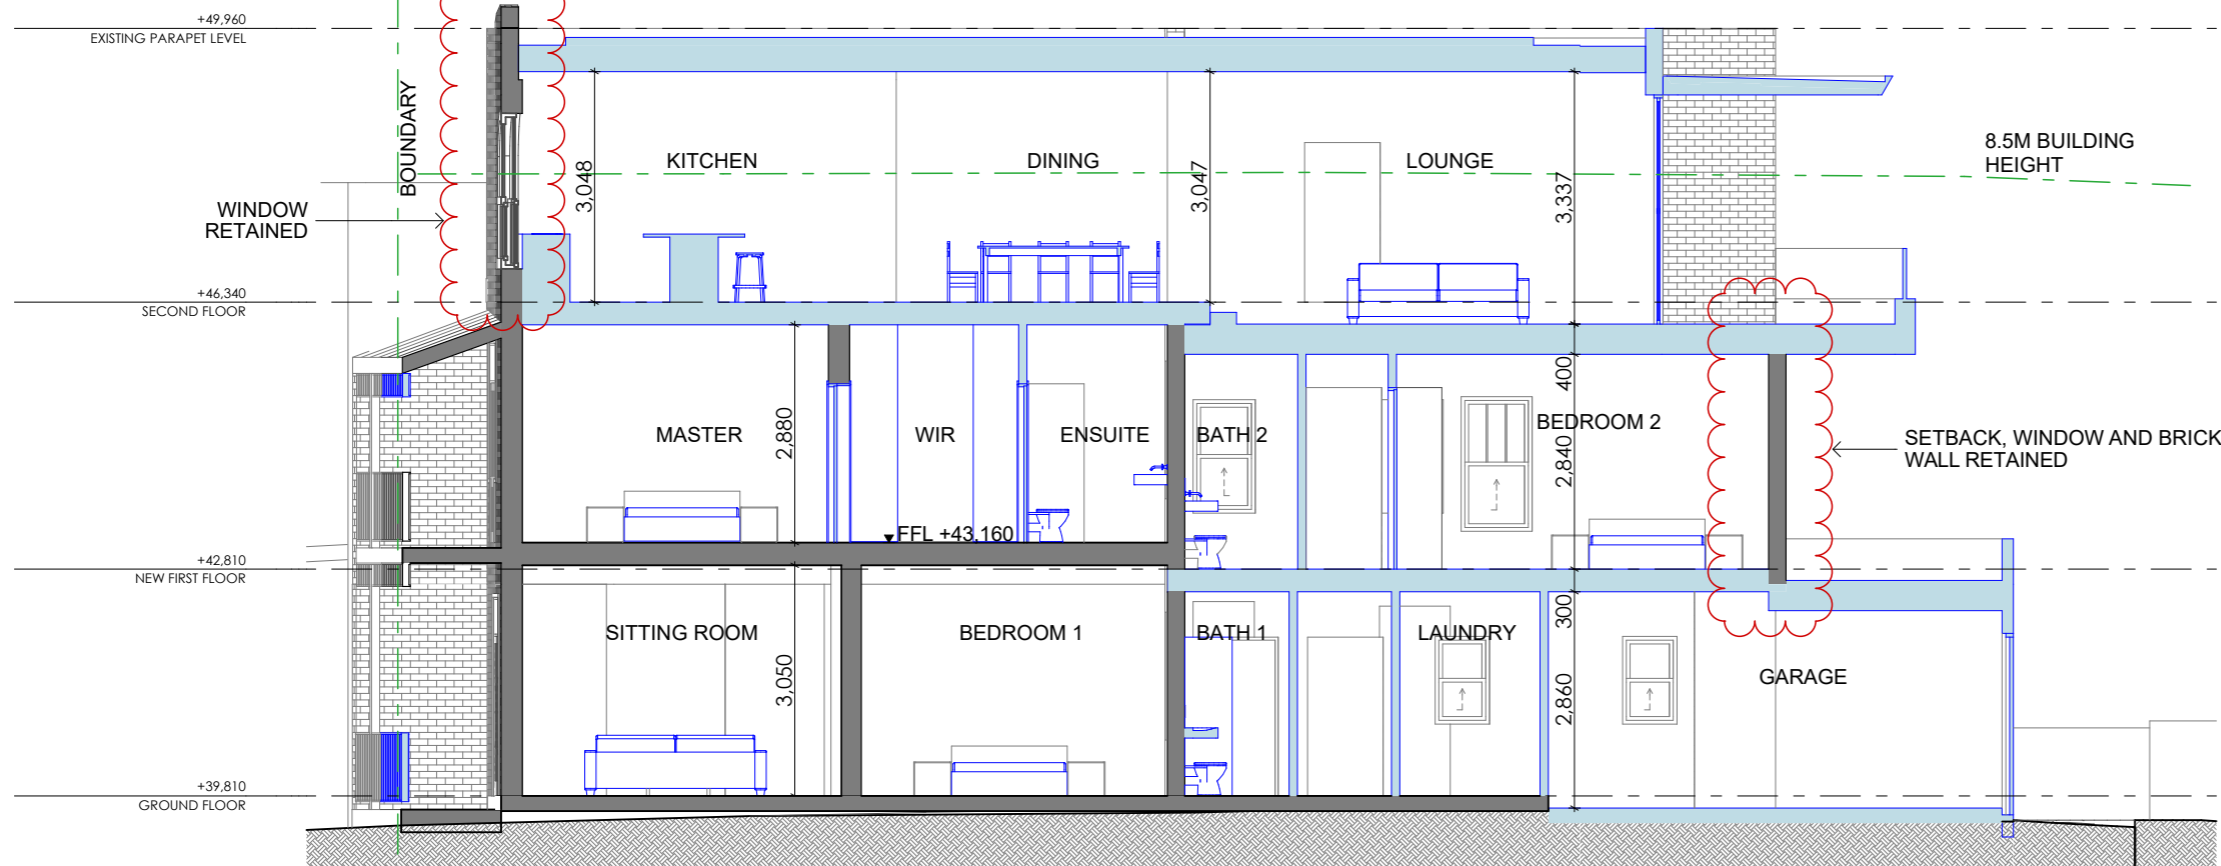 +49,960
EXISTING PARAPET LEVEL
BOUNDARY
8.5M BUILDING
HEIGHT
KITCHEN
DINING
LOUNGE
3,048
3,047
3,337
WINDOW
RETAINED
+46,340
SECOND FLOOR
400
MASTER
2,880
WIR
ENSUITE
BATH 2
BEDROOM 2
2,840
SETBACK, WINDOW AND BRICK
WALL RETAINED
FFL +43,160
+42,810
NEW FIRST FLOOR
300
SITTING ROOM
BEDROOM 1
BATH 1
LAUNDRY
3,050
2,860
GARAGE
+39,810
GROUND FLOOR